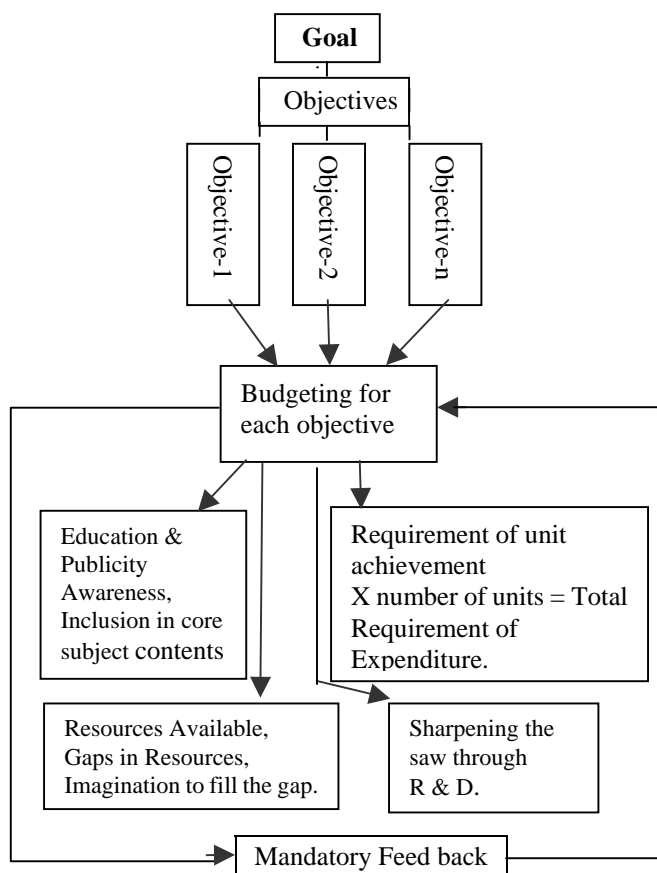 Goal
Objectives
Objective-1
Objective-2
Objective-n
Budgeting for
each objective
Education &
Publicity
Awareness,
Inclusion in core
subject contents
Requirement of unit
achievement
X number of units = Total
Requirement of
Expenditure.
Resources Available,
Gaps in Resources,
Imagination to fill the gap.
Sharpening the
saw through
R & D.
Mandatory Feed back